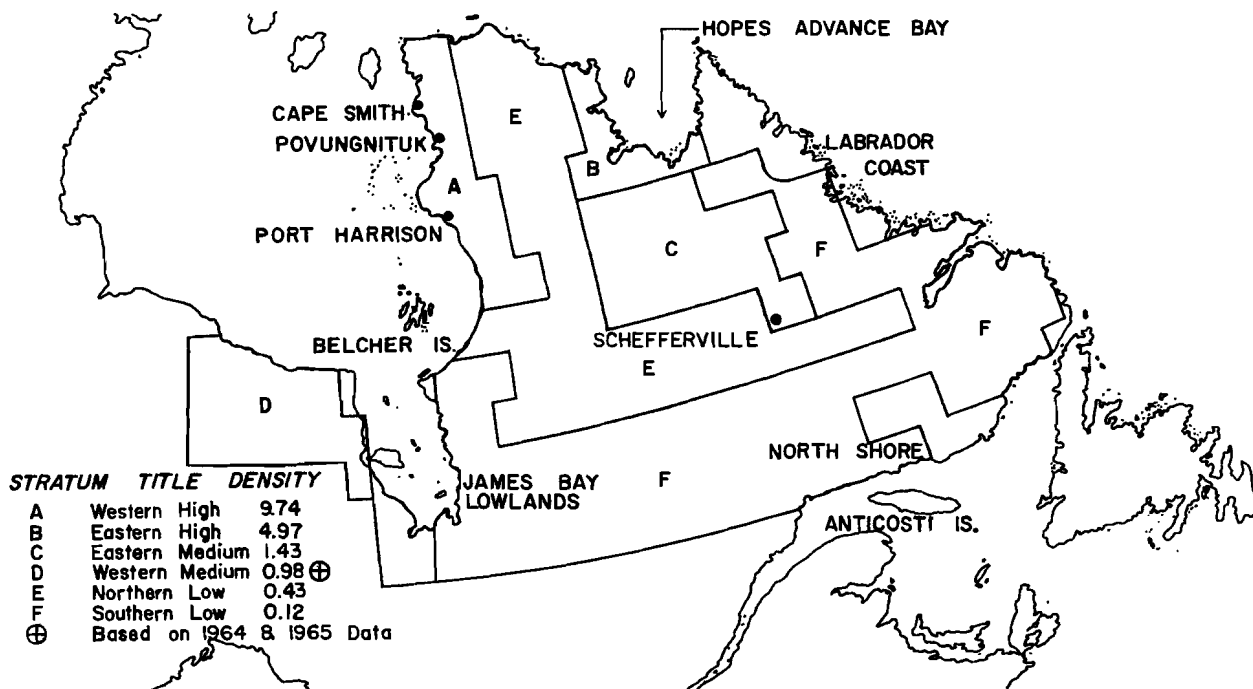 HOPES ADVANCE BAY
CAPE SMITH
POVUNGNITUK
E
B
LABRADOR
COAST
A
PORT HARRISON
C
F
BELCHER IS.
SCHEFFERVILLE
F
E
D
NORTH SHORE
JAMES BAY
LOWLANDS
F
ANTICOSTI IS.
STRATUM TITLE DENSITY
A Western High 9.74
B Eastern High 4.97
C Eastern Medium 1.43
D Western Medium 0.98 ⊕
E Northern Low 0.43
F Southern Low 0.12
⊕ Based on 1964 & 1965 Data